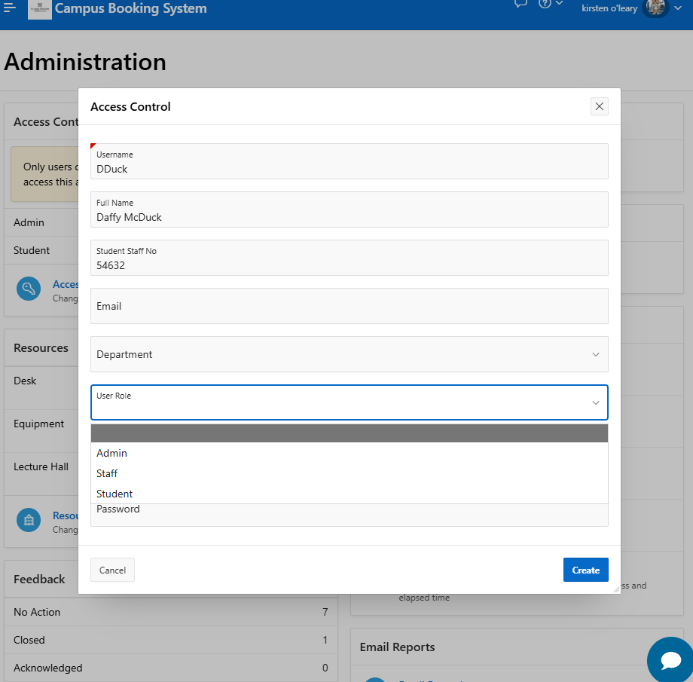 Campus Booking System
kirsten o'leary
Administration
Access Cont
Only users c
access this a
Admin
Student
Acces
Chang
Resources
Desk
Equipment
Lecture Hall
Resou
Chang
Feedback
No Action 7
Closed 1
Acknowledged 0
Access Control
Username
DDuck
Full Name
Daffy McDuck
Student Staff No
54632
Email
Department
User Role
Admin
Staff
Student
Password
Cancel
Create
ss and
elapsed time
Email Reports